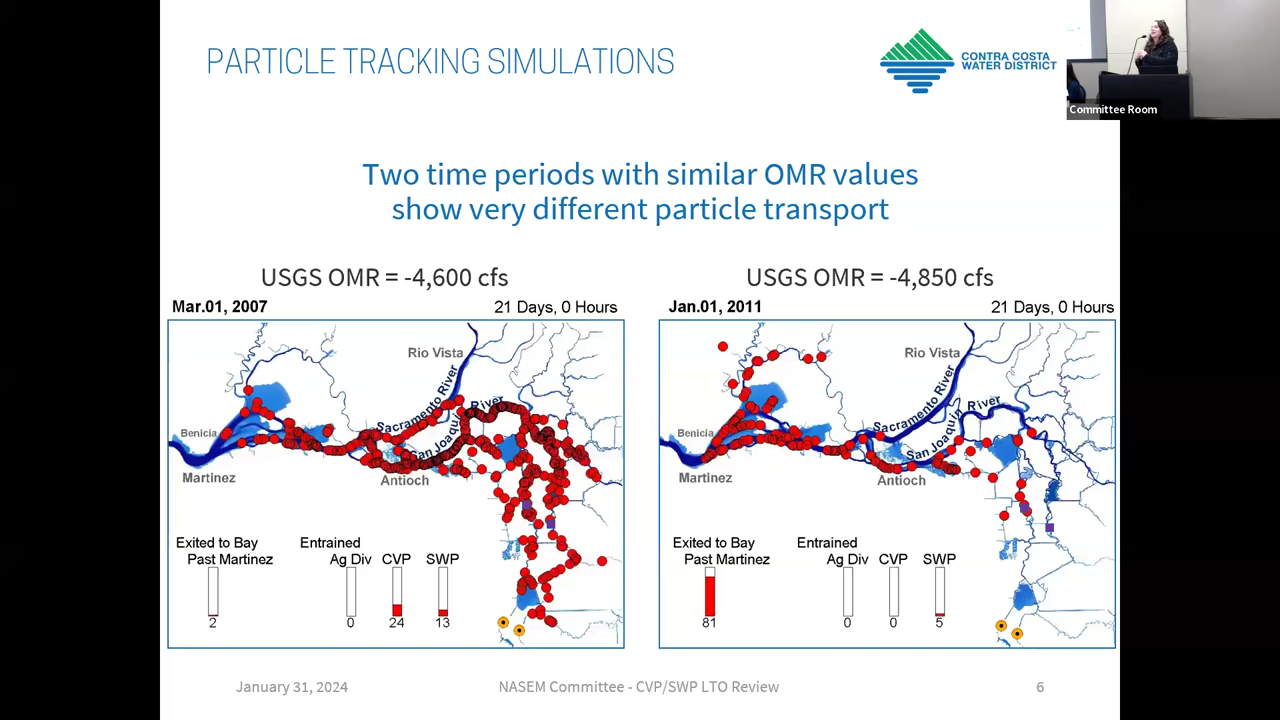 PARTICLE TRACKING SIMULATIONS
CONTRA COSTA
WATER DISTRICT
Committee Room
Two time periods with similar OMR values
show very different particle transport
USGS OMR = -4,600 cfs
Mar.01, 2007
21 Days, 0 Hours
Rio Vista
Sacramento River
San Joaquin River
Benicia
Martinez
Antioch
Exited to Bay
Past Martinez
Entrained
Ag Div
CVP
SWP
2
0
24
13
USGS OMR = -4,850 cfs
Jan.01, 2011
21 Days, 0 Hours
Rio Vista
Sacramento River
San Joaquin River
Benicia
Martinez
Antioch
Exited to Bay
Past Martinez
Entrained
Ag Div
CVP
SWP
81
0
0
5
January 31, 2024
NASEM Committee - CVP/SWP LTO Review
6